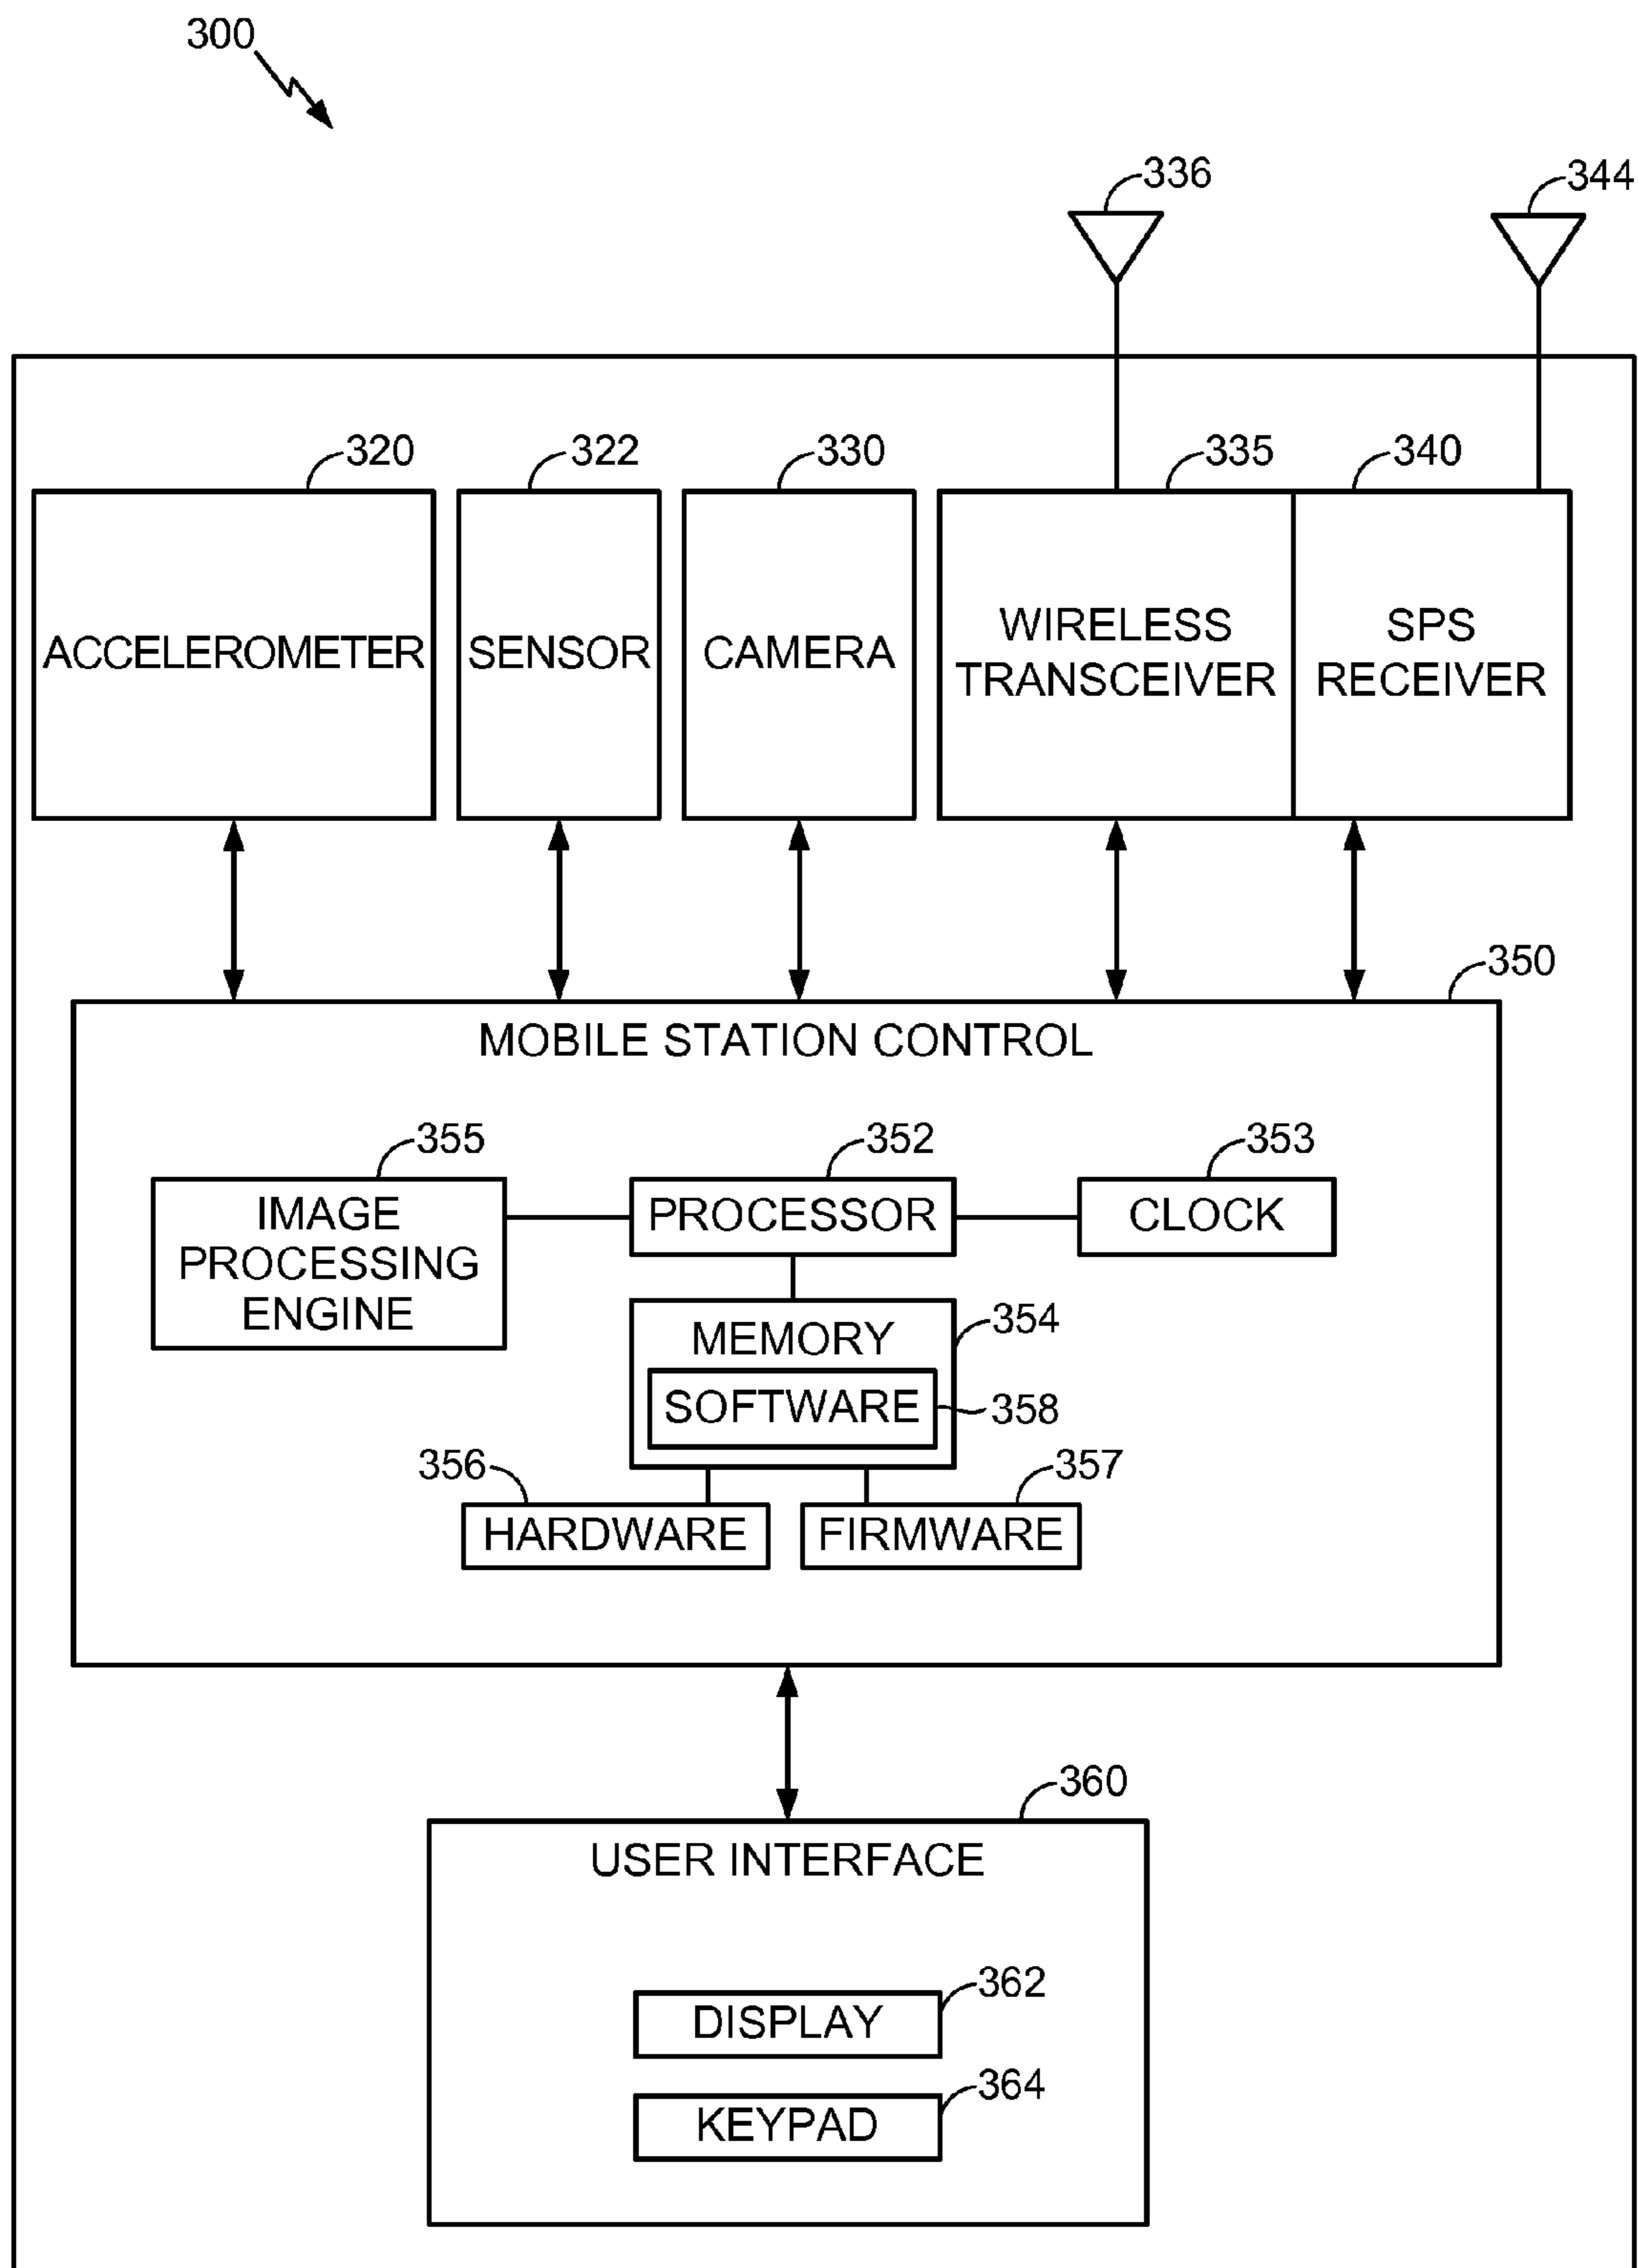 300
336
344
320
322
330
335
340
ACCELEROMETER
SENSOR
CAMERA
WIRELESS
TRANSCEIVER
SPS
RECEIVER
350
MOBILE STATION CONTROL
355
352
353
IMAGE
PROCESSING
ENGINE
PROCESSOR
CLOCK
354
MEMORY
SOFTWARE
358
356
357
HARDWARE
FIRMWARE
360
USER INTERFACE
362
DISPLAY
364
KEYPAD